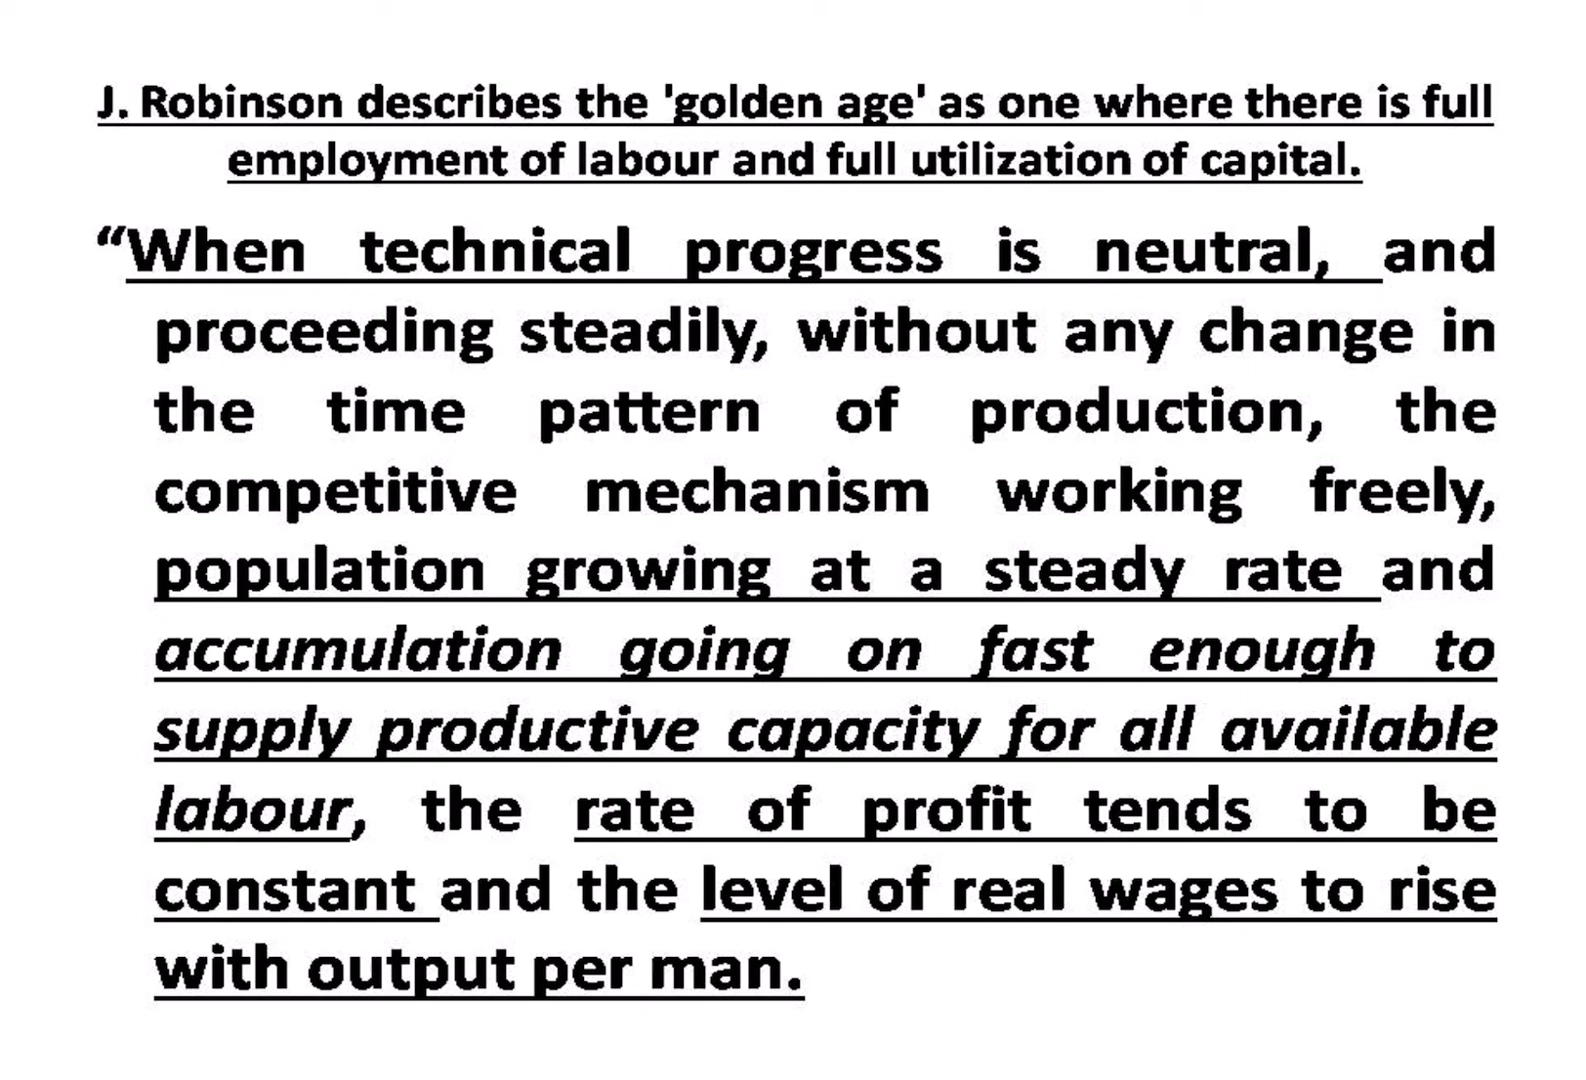 J. Robinson describes the 'golden age' as one where there is full
employment of labour and full utilization of capital.
“When technical progress is neutral, and
proceeding steadily, without any change in
the time pattern of production, the
competitive mechanism working freely,
population growing at a steady rate and
accumulation going on fast enough to
supply productive capacity for all available
labour, the rate of profit tends to be
constant and the level of real wages to rise
with output per man.